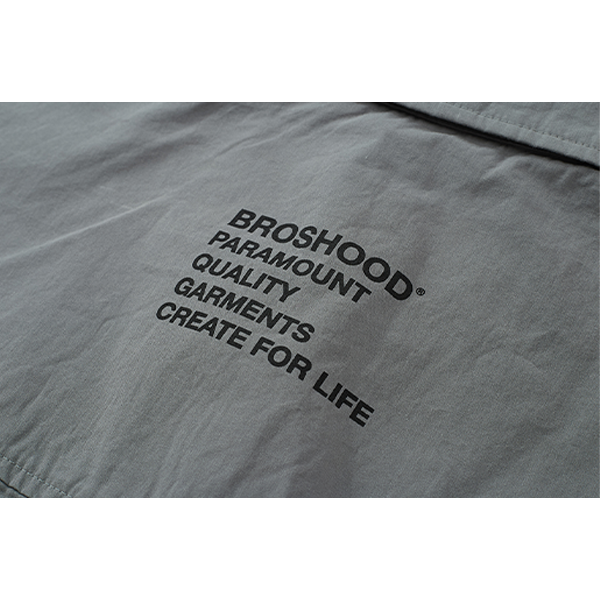 BROSHOOD®
PARAMOUNT
QUALITY
GARMENTS
CREATE FOR LIFE